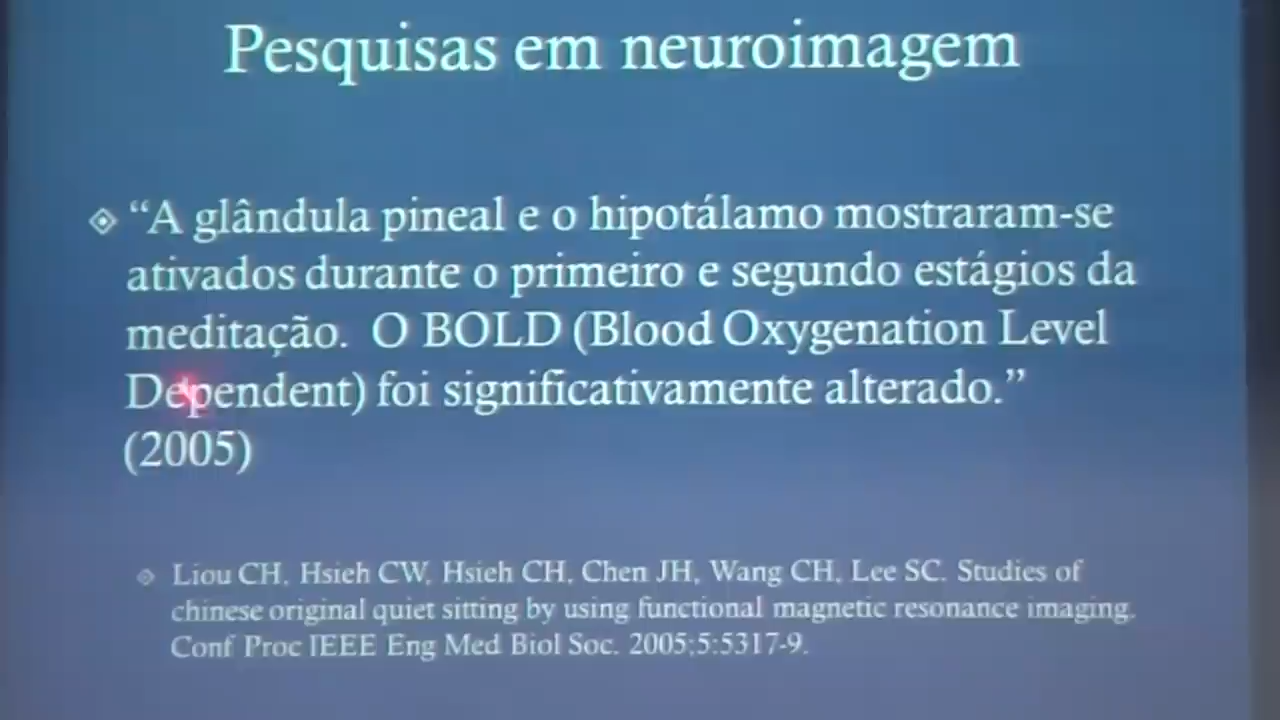 Pesquisas em neuroimagem
“A glândula pineal e o hipotálamo mostraram-se
ativados durante o primeiro e segundo estágios da
meditação. O BOLD (Blood Oxygenation Level
Dependent) foi significativamente alterado.”
(2005)
Liou CH, Hsieh CW, Hsieh CH, Chen JH, Wang CH, Lee SC. Studies of
chinese original quiet sitting by using functional magnetic resonance imaging.
Conf Proc IEEE Eng Med Biol Soc. 2005;5:5317-9.